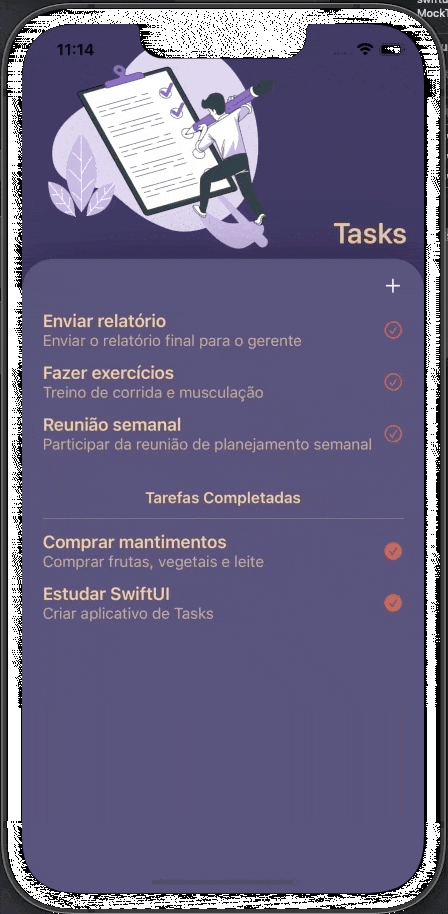 Swiftu
MockT
11:14
Tasks
+
Enviar relatório
Enviar o relatório final para o gerente
Fazer exercícios
Treino de corrida e musculação
Reunião semanal
Participar da reunião de planejamento semanal
Tarefas Completadas
Comprar mantimentos
Comprar frutas, vegetais e leite
Estudar SwiftUI
Criar aplicativo de Tasks